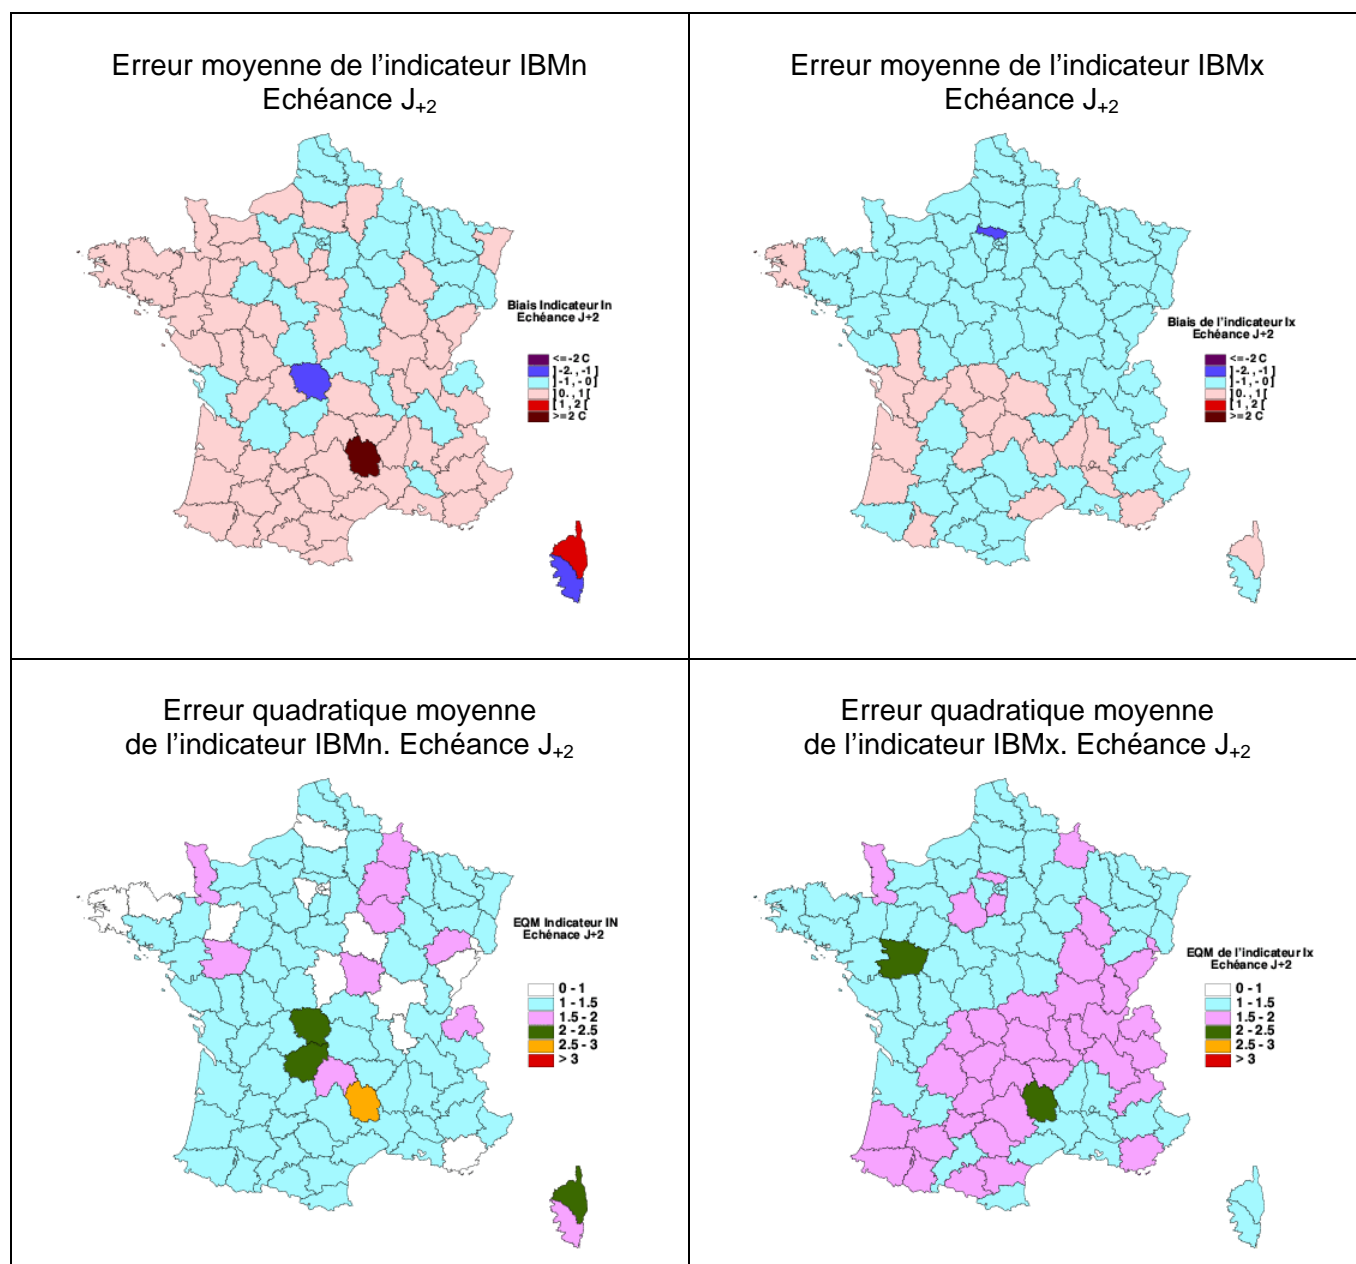 Erreur moyenne de l'indicateur IBMn
Echéance J+2
Biais Indicateur In
Echéance J+2
<= -2 C
]-2. , -1 ]
]-1 , - 0 ]
] 0. , 1 [
[ 1 , 2 [
>= 2 C
Erreur moyenne de l'indicateur IBMx
Echéance J+2
Biais de l'indicateur Ix
Echéance J+2
<= -2 C
]-2. , -1 ]
]-1 , - 0 ]
] 0. , 1 [
[ 1 , 2 [
>= 2 C
Erreur quadratique moyenne
de l'indicateur IBMn. Echéance J+2
EQM Indicateur IN
Echénace J+2
0 - 1
1 - 1.5
1.5 - 2
2 - 2.5
2.5 - 3
> 3
Erreur quadratique moyenne
de l'indicateur IBMx. Echéance J+2
EQM de l'indicateur Ix
Echéance J+2
0 - 1
1 - 1.5
1.5 - 2
2 - 2.5
2.5 - 3
> 3